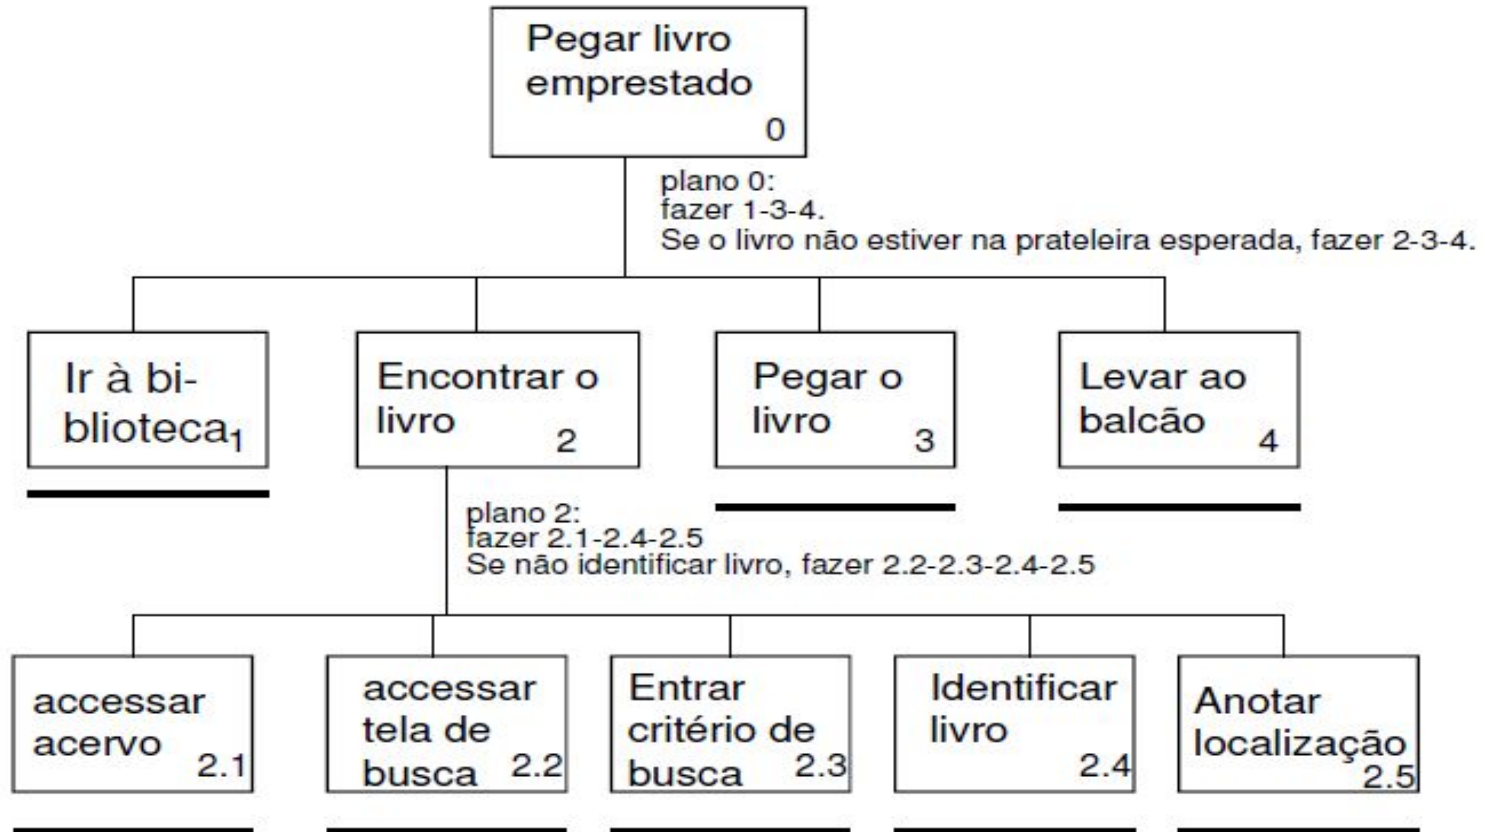 Pegar livro
emprestado
0
plano 0:
fazer 1-3-4.
Se o livro não estiver na prateleira esperada, fazer 2-3-4.
Ir à bi-
blioteca1
Encontrar o
livro 2
Pegar o
livro 3
Levar ao
balcão 4
plano 2:
fazer 2.1-2.4-2.5
Se não identificar livro, fazer 2.2-2.3-2.4-2.5
accessar
acervo
2.1
accessar
tela de
busca 2.2
Entrar
critério de
busca 2.3
Identificar
livro
2.4
Anotar
localização
2.5